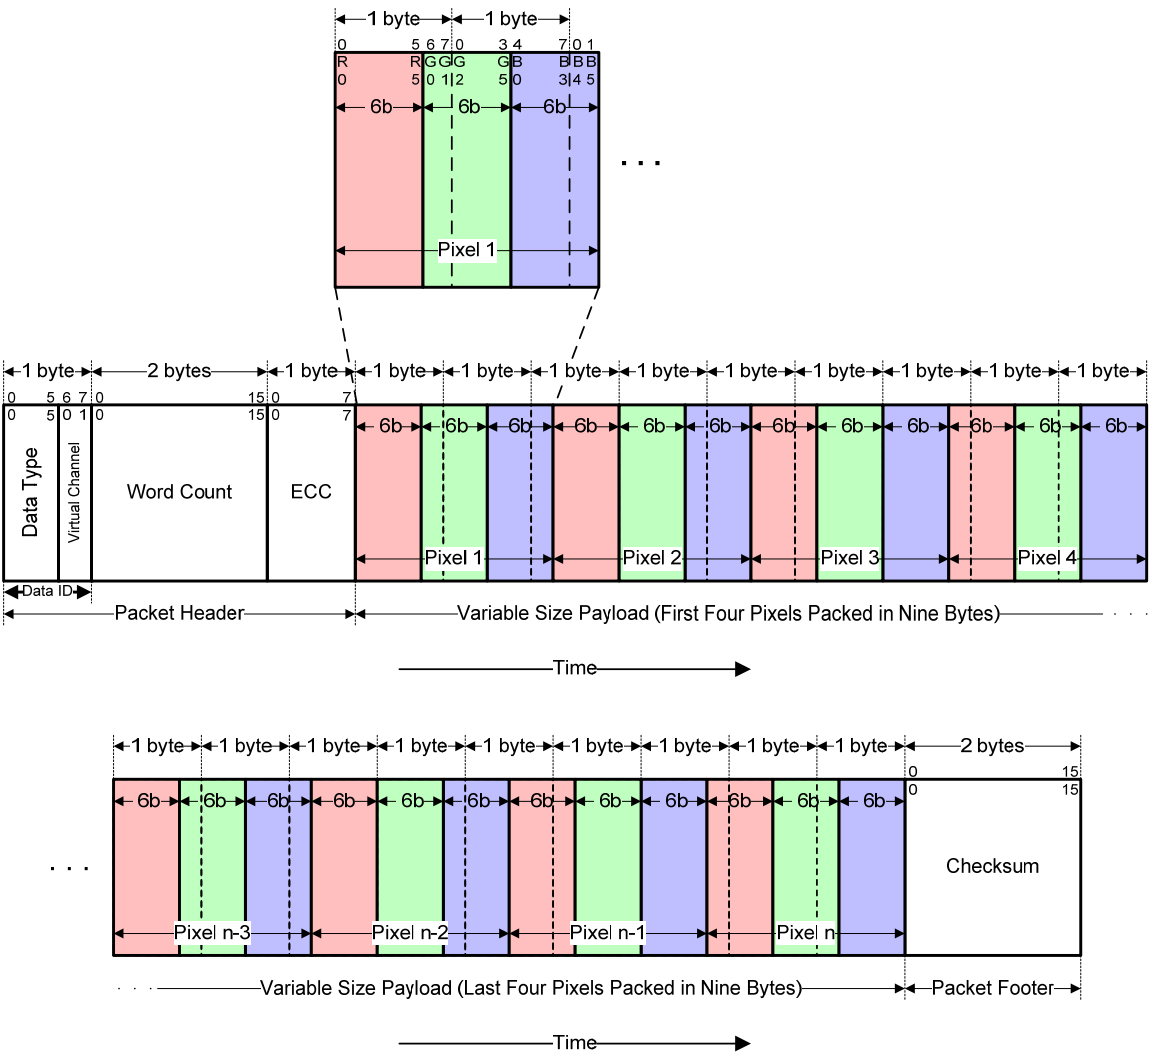 1 byte 1 byte
0 5 6 7 0 3 4 7 0 1
R R G G G G B B B B
0 5 0 1 2 5 0 3 4 5
6b 6b 6b
. . .
Pixel 1
1 byte 2 bytes 1 byte 1 byte 1 byte 1 byte 1 byte 1 byte 1 byte 1 byte 1 byte 1 byte
0 5 6 7 0 15 0 7
0 5 0 1 0 15 0 7
6b 6b 6b 6b 6b 6b 6b 6b 6b 6b 6b 6b
Data Type Virtual Channel Word Count ECC
Pixel 1 Pixel 2 Pixel 3 Pixel 4
Data ID
Packet Header Variable Size Payload (First Four Pixels Packed in Nine Bytes) . . .
Time
1 byte 1 byte 1 byte 1 byte 1 byte 1 byte 1 byte 1 byte 1 byte 2 bytes
0 15
0 15
6b 6b 6b 6b 6b 6b 6b 6b 6b 6b 6b 6b
. . . Checksum
Pixel n-3 Pixel n-2 Pixel n-1 Pixel n
. . . Variable Size Payload (Last Four Pixels Packed in Nine Bytes) Packet Footer
Time